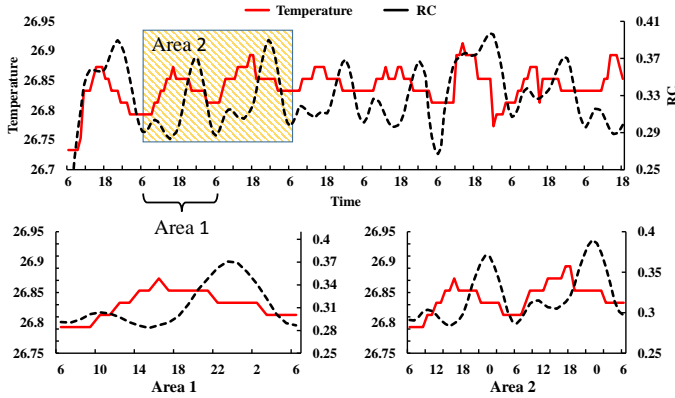 Temperature RC
26.95 0.41
26.9 0.37
26.85 0.33
26.8 0.29
26.75 0.25
26.7
Temperature
RC
Area 2
6 18 6 18 6 18 6 18 6 18 6 18 6 18 6 18
Time
Area 1
26.95 0.4
26.9 0.37
26.85 0.34
26.8 0.31
26.75 0.28
0.25
6 10 14 18 22 2 6
Area 1
26.95 0.4
26.9 0.35
26.85 0.3
26.8 0.25
26.75
6 12 18 0 6 12 18 0 6
Area 2